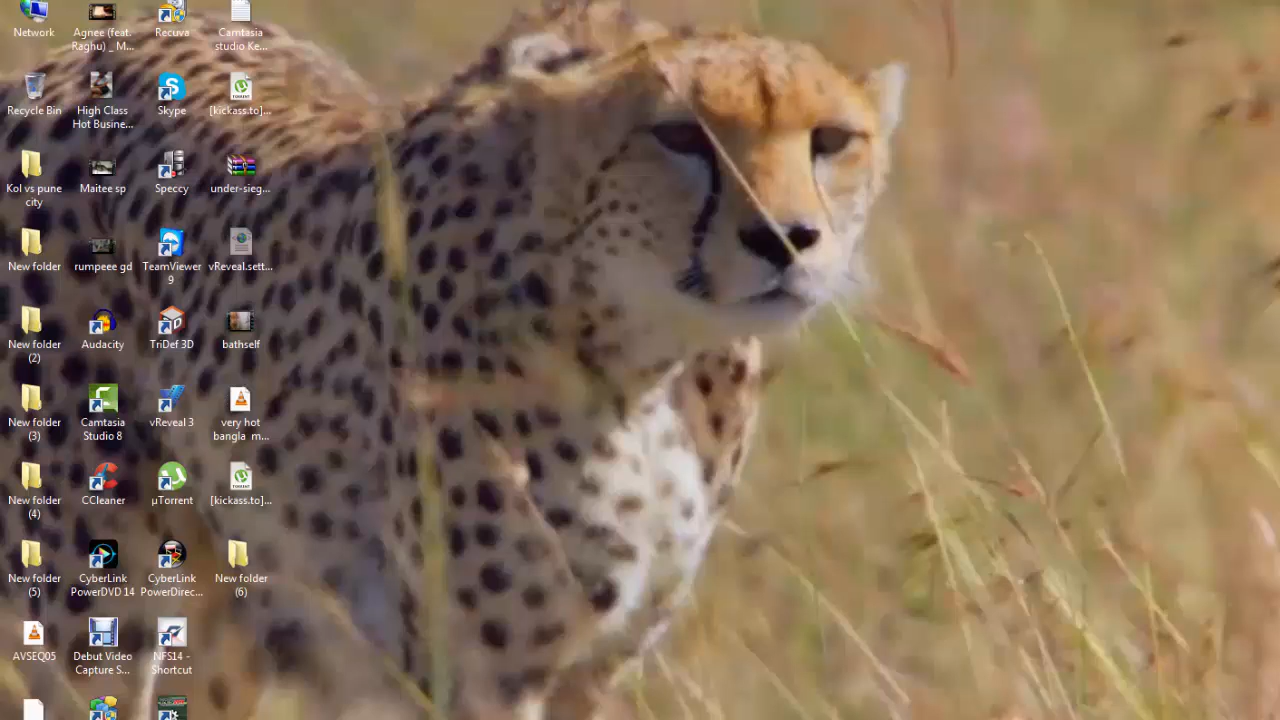 Network
Agnee (feat.
Raghu) _ M...
Recuva
Camtasia
studio Ke...
Recycle Bin
High Class
Hot Busine...
Skype
[kickass.to]...
Kol vs pune
city
Maitee sp
Speccy
under-sieg...
New folder
rumpeee gd
TeamViewer
9
vReveal.sett...
New folder
(2)
Audacity
TriDef 3D
bathself
New folder
(3)
Camtasia
Studio 8
vReveal 3
very hot
bangla m...
New folder
(4)
CCleaner
µTorrent
[kickass.to]...
New folder
(5)
CyberLink
PowerDVD 14
CyberLink
PowerDirec...
New folder
(6)
AVSEQ05
Debut Video
Capture S...
NFS14 -
Shortcut